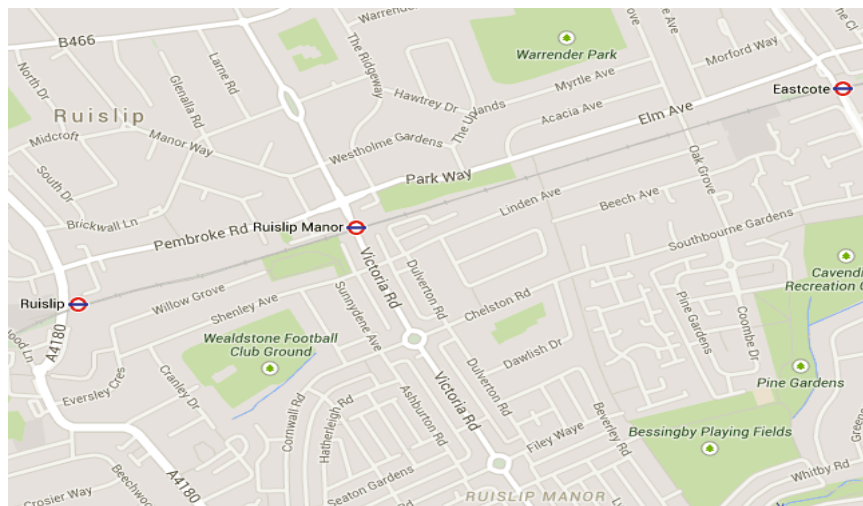 Warrender
B466
The Ridgeway
Warrender Park
Morford Way
North Dr
Glenalla Rd
Larne Rd
Myrtle Ave
Eastcote
Hawtrey Dr
The Uplands
Ruislip
Acacia Ave
Elm Ave
Midcroft
Manor Way
Westholme Gardens
Oak Grove
South Dr
Park Way
Linden Ave
Beech Ave
Brickwall Ln
Pembroke Rd
Ruislip Manor
Southbourne Gardens
Victoria Rd
Dulverton Rd
Chelston Rd
Ruislip
Willow Grove
Shenley Ave
Sunnydene Ave
Pine Gardens
Coombe Dr
Wealdstone Football
Club Ground
A4180
Dawlish Dr
Eversley Cres
Cranley Dr
Ashburton Rd
Victoria Rd
Dulverton Rd
Pine Gardens
Cornwall Rd
Hatherleigh Rd
Beverley Rd
Filey Waye
Bessingby Playing Fields
Seaton Gardens
Whitby Rd
A4180
Crosier Way
RUISLIP MANOR